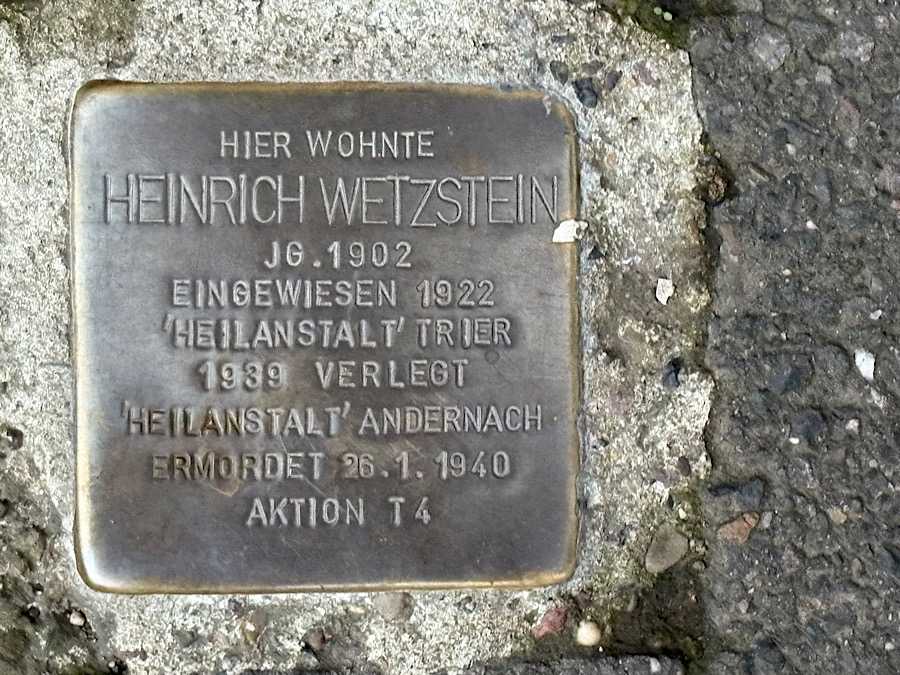 HIER WOHNTE
HEINRICH WETZSTEIN
JG. 1902
EINGEWIESEN 1922
'HEILANSTALT' TRIER
1939 VERLEGT
'HEILANSTALT' ANDERNACH
ERMORDET 26.1.1940
AKTION T4